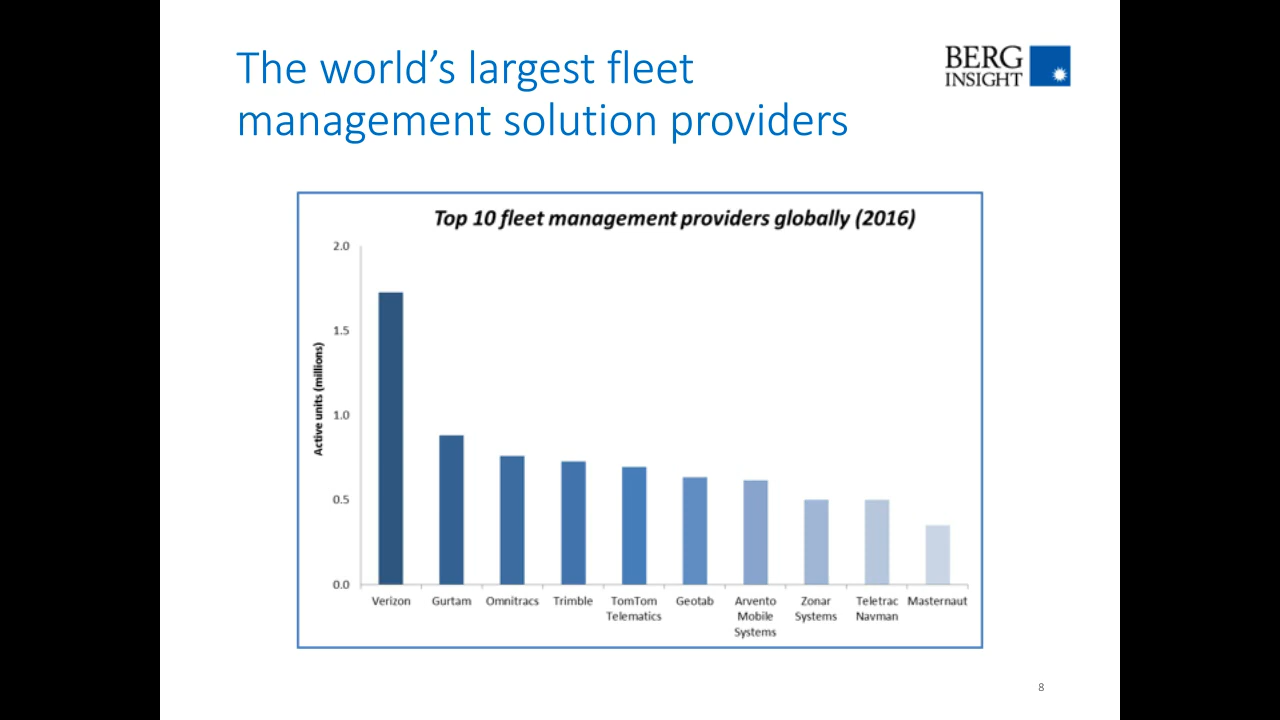 The world’s largest fleet
management solution providers
BERG
INSIGHT
Top 10 fleet management providers globally (2016)
Active units (millions)
2.0
1.5
1.0
0.5
0.0
Verizon
Gurtam
Omnitracs
Trimble
TomTom
Telematics
Geotab
Arvento
Mobile
Systems
Zonar
Systems
Teletrac
Navman
Masternaut
8